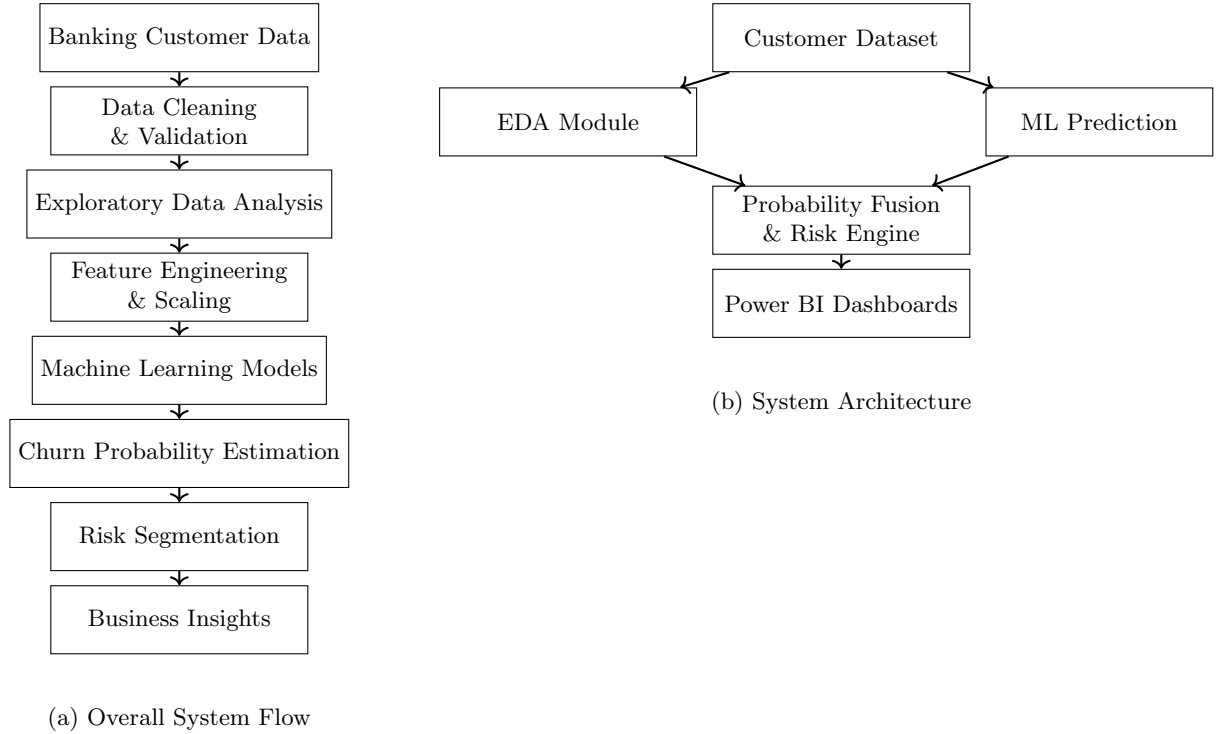 Banking Customer Data
Data Cleaning
& Validation
Exploratory Data Analysis
Feature Engineering
& Scaling
Machine Learning Models
Churn Probability Estimation
Risk Segmentation
Business Insights
(a) Overall System Flow
Customer Dataset
EDA Module
ML Prediction
Probability Fusion
& Risk Engine
Power BI Dashboards
(b) System Architecture